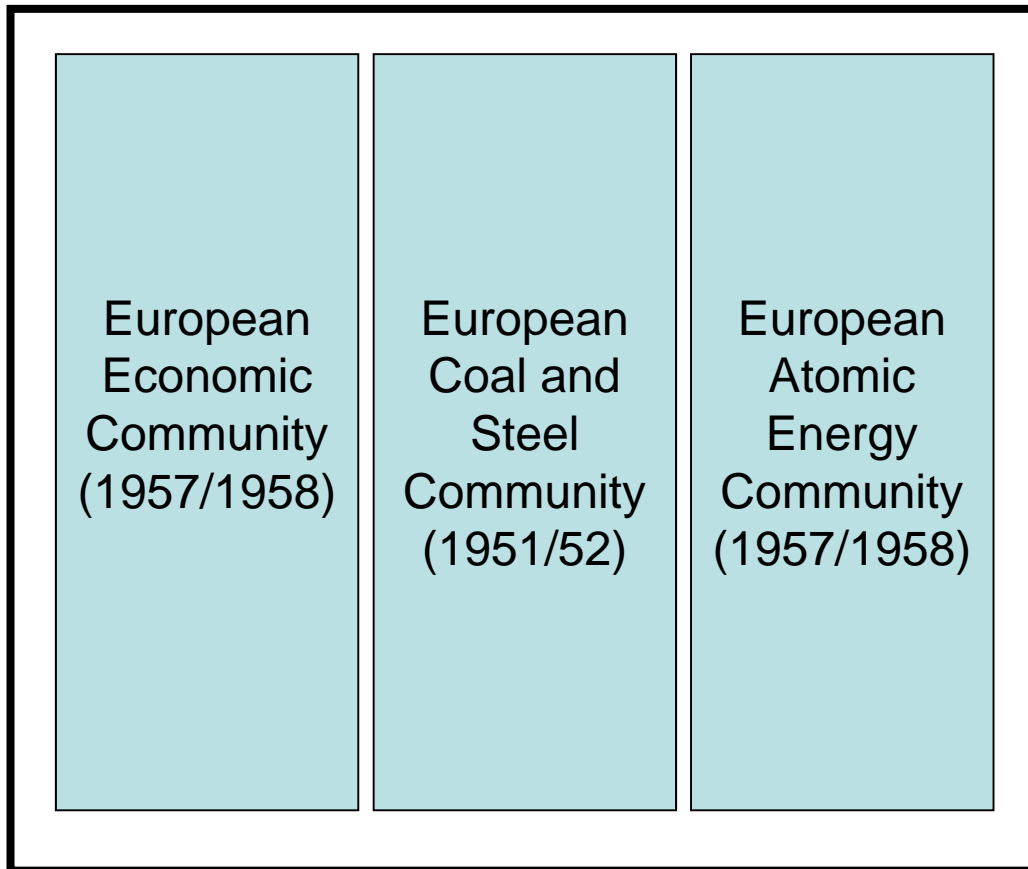 European
Economic
Community
(1957/1958)
European
Coal and
Steel
Community
(1951/52)
European
Atomic
Energy
Community
(1957/1958)